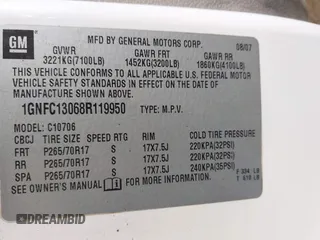 GM
MFD BY GENERAL MOTORS CORP. 08/07
GVWR GAWR FRT GAWR RR
3221KG(7100LB) 1452KG(3200LB) 1860KG(4100LB)
THIS VEHICLE CONFORMS TO ALL APPLICABLE U.S. FEDERAL MOTOR
VEHICLE SAFETY STANDARDS IN EFFECT ON THE DATE OF
MANUFACTURE SHOWN ABOVE.
1GNFC13068R119950 TYPE: M.P.V.
MODEL: C10706
CBCJ TIRE SIZE SPEED RTG RIM COLD TIRE PRESSURE
FRT P265/70R17 S 17X7.5J 220KPA(32PSI)
RR P265/70R17 S 17X7.5J 220KPA(32PSI)
SPA P265/70R17 S 17X7.5J 240KPA(35PSI)
SEE OWNER'S MANUAL FOR MORE INFORMATION.
DREAMBID